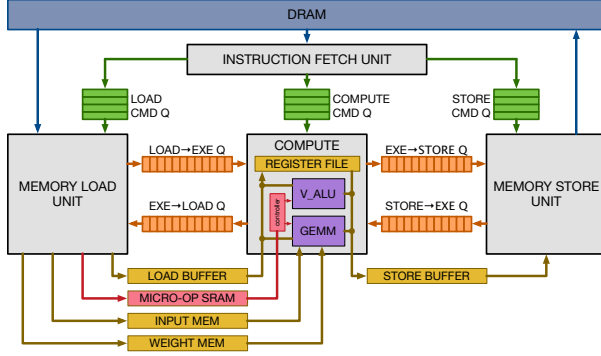 DRAM
INSTRUCTION FETCH UNIT
LOAD
CMD Q
COMPUTE
CMD Q
STORE
CMD Q
MEMORY LOAD
UNIT
LOAD→EXE Q
EXE→LOAD Q
COMPUTE
REGISTER FILE
V_ALU
controller
GEMM
EXE→STORE Q
STORE→EXE Q
MEMORY STORE
UNIT
LOAD BUFFER
MICRO-OP SRAM
INPUT MEM
WEIGHT MEM
STORE BUFFER